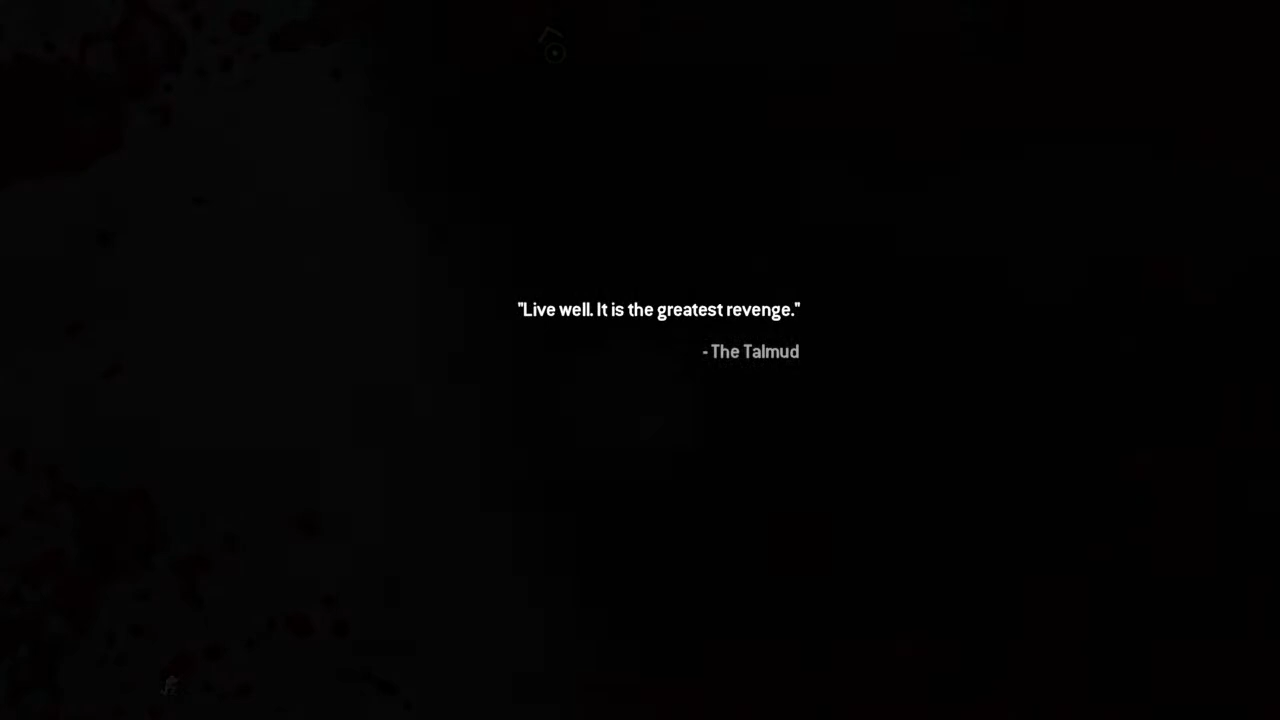 "Live well. It is the greatest revenge."
- The Talmud